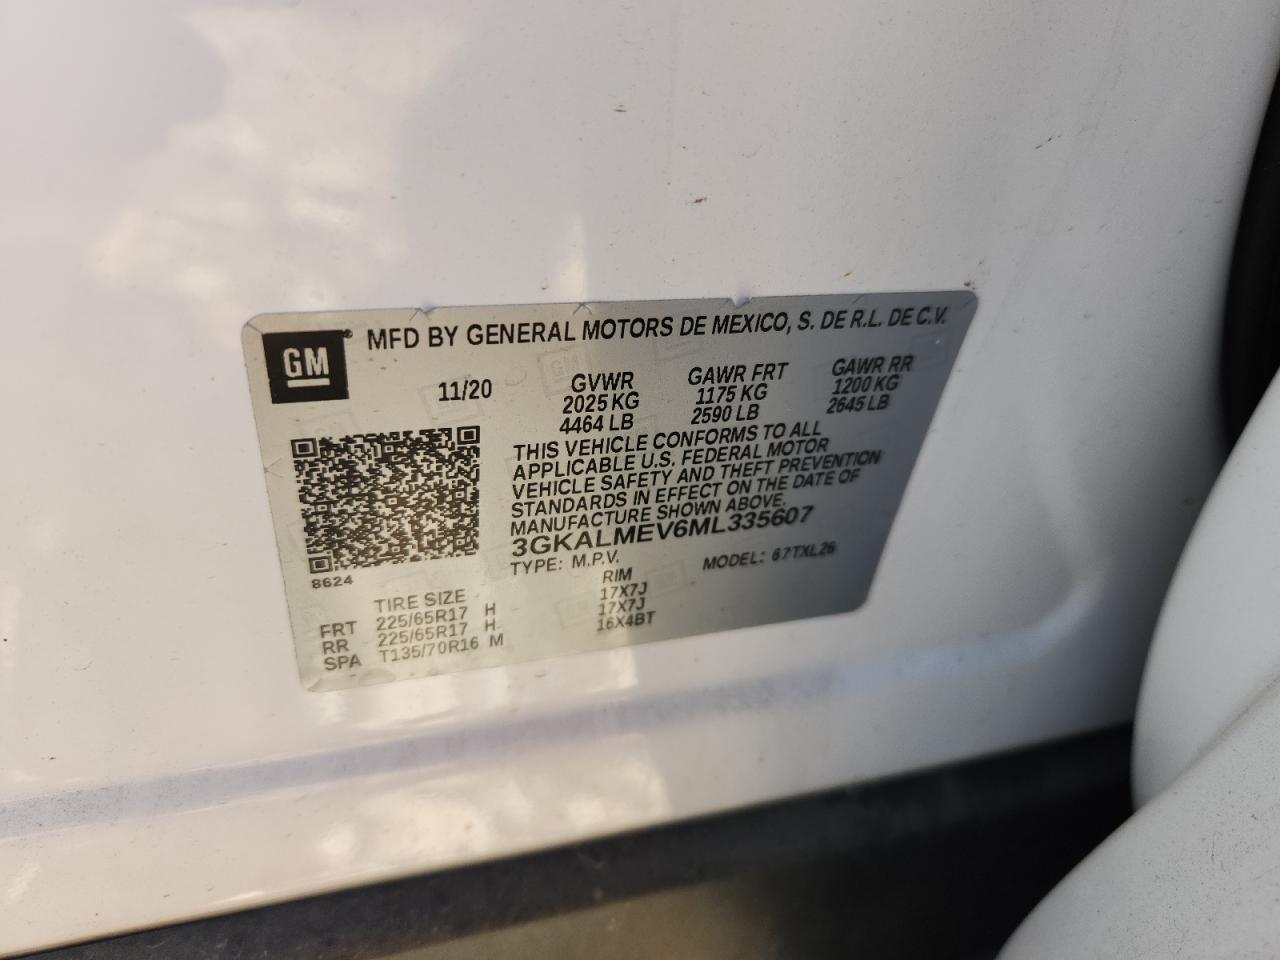 GM
MFD BY GENERAL MOTORS DE MEXICO, S. DE R.L. DE C.V.
11/20
GVWR GAWR FRT GAWR RR
2025 KG 1175 KG 1200 KG
4464 LB 2590 LB 2645 LB
THIS VEHICLE CONFORMS TO ALL
APPLICABLE U.S. FEDERAL MOTOR
VEHICLE SAFETY AND THEFT PREVENTION
STANDARDS IN EFFECT ON THE DATE OF
MANUFACTURE SHOWN ABOVE.
3GKALMEV6ML335607
TYPE: M.P.V. MODEL: 67TXL26
8624
TIRE SIZE RIM
FRT 225/65R17 H 17X7J
RR 225/65R17 H 17X7J
SPA T135/70R16 M 16X4BT